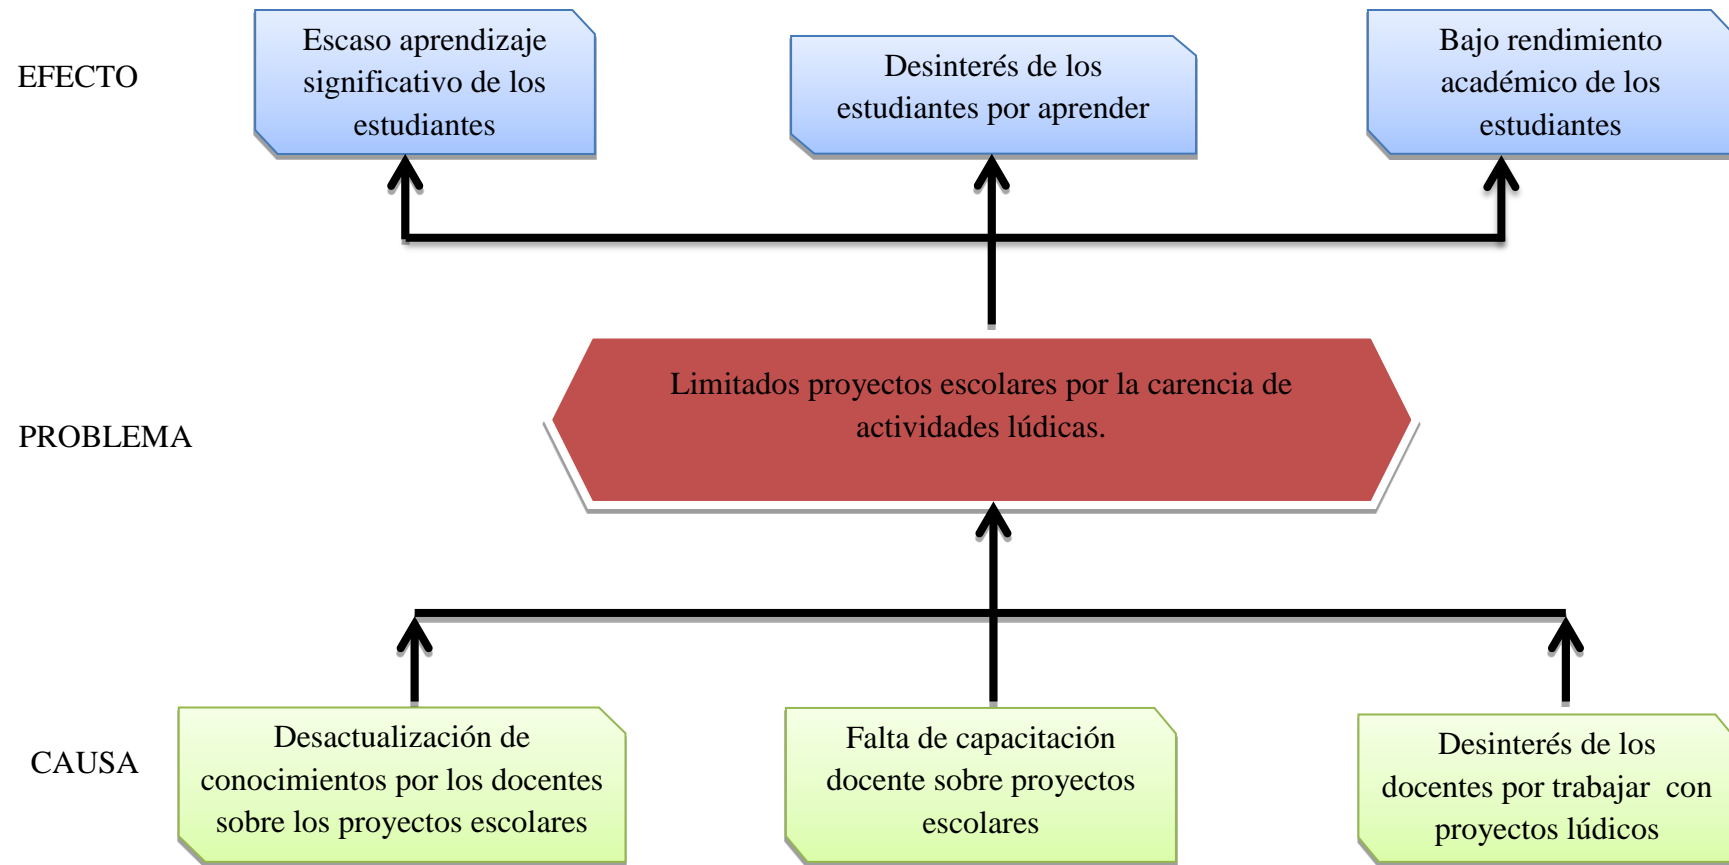 EFECTO
Escaso aprendizaje
significativo de los
estudiantes
Desinterés de los
estudiantes por aprender
Bajo rendimiento
académico de los
estudiantes
PROBLEMA
Limitados proyectos escolares por la carencia de
actividades lúdicas.
CAUSA
Desactualización de
conocimientos por los docentes
sobre los proyectos escolares
Falta de capacitación
docente sobre proyectos
escolares
Desinterés de los
docentes por trabajar  con
proyectos lúdicos